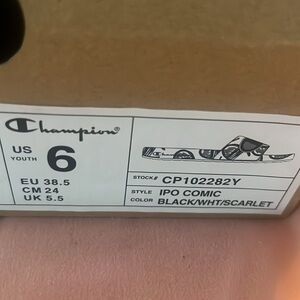 Champion®
US YOUTH 6
EU 38.5
CM 24
UK 5.5
STOCK# CP102282Y
STYLE IPO COMIC
COLOR BLACK/WHT/SCARLET